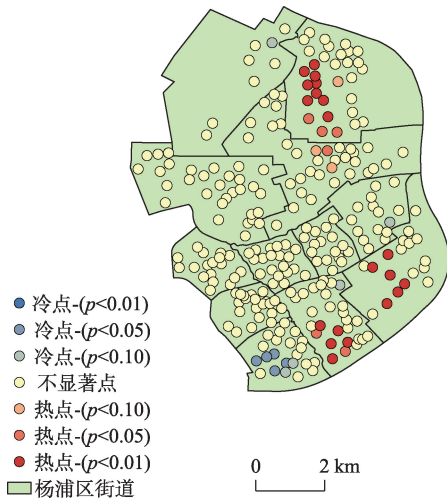 冷点-(p<0.01)
冷点-(p<0.05)
冷点-(p<0.10)
不显著点
热点-(p<0.10)
热点-(p<0.05)
热点-(p<0.01)
杨浦区街道
0 2 km